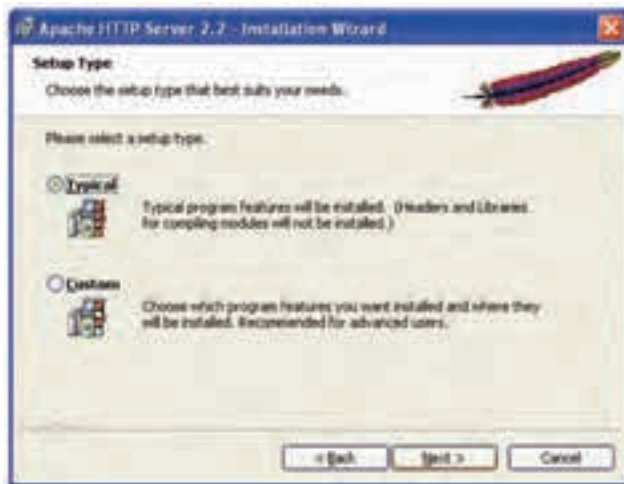 Apache HTTP Server 2.2 - Installation Wizard
Setup Type
Choose the setup type that best suits your needs.
Please select a setup type.
Typical
Typical program features will be installed. (Headers and Libraries
for compiling modules will not be installed.)
Custom
Choose which program features you want installed and where they
will be installed. Recommended for advanced users.
< Back
Next >
Cancel